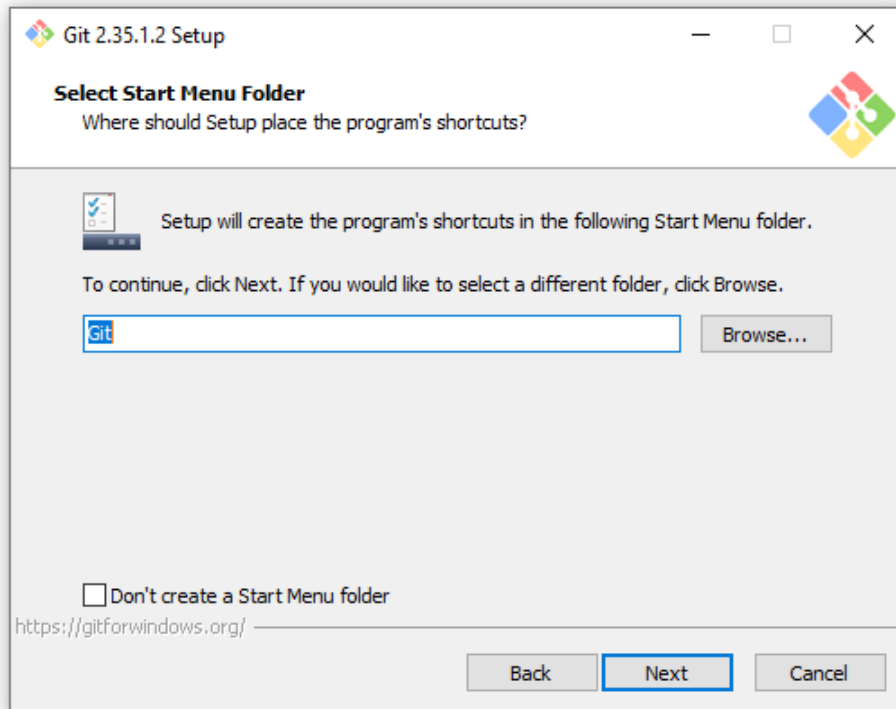 Git 2.35.1.2 Setup
Select Start Menu Folder
Where should Setup place the program's shortcuts?
Setup will create the program's shortcuts in the following Start Menu folder.
To continue, click Next. If you would like to select a different folder, click Browse.
Git
Browse...
Don't create a Start Menu folder
https://gitforwindows.org/
Back
Next
Cancel